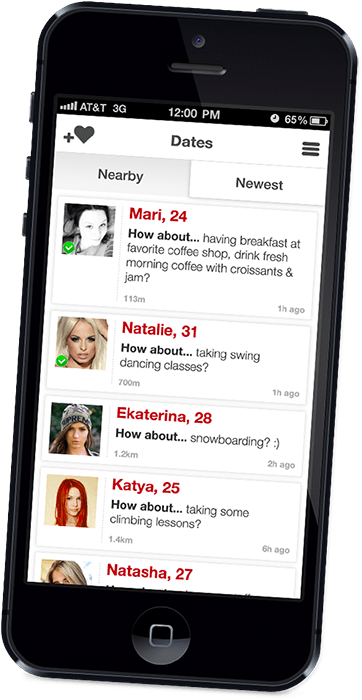 AT&T 3G 12:00 PM 65%
+ Dates
Nearby Newest
Mari, 24
How about... having breakfast at
favorite coffee shop, drink fresh
morning coffee with croissants &
jam?
113m 1h ago
Natalie, 31
How about... taking swing
dancing classes?
700m 1h ago
SUPREME
Ekaterina, 28
How about... snowboarding? :)
1.2km 2h ago
Katya, 25
How about... taking some
climbing lessons?
1.4km 6h ago
Natasha, 27